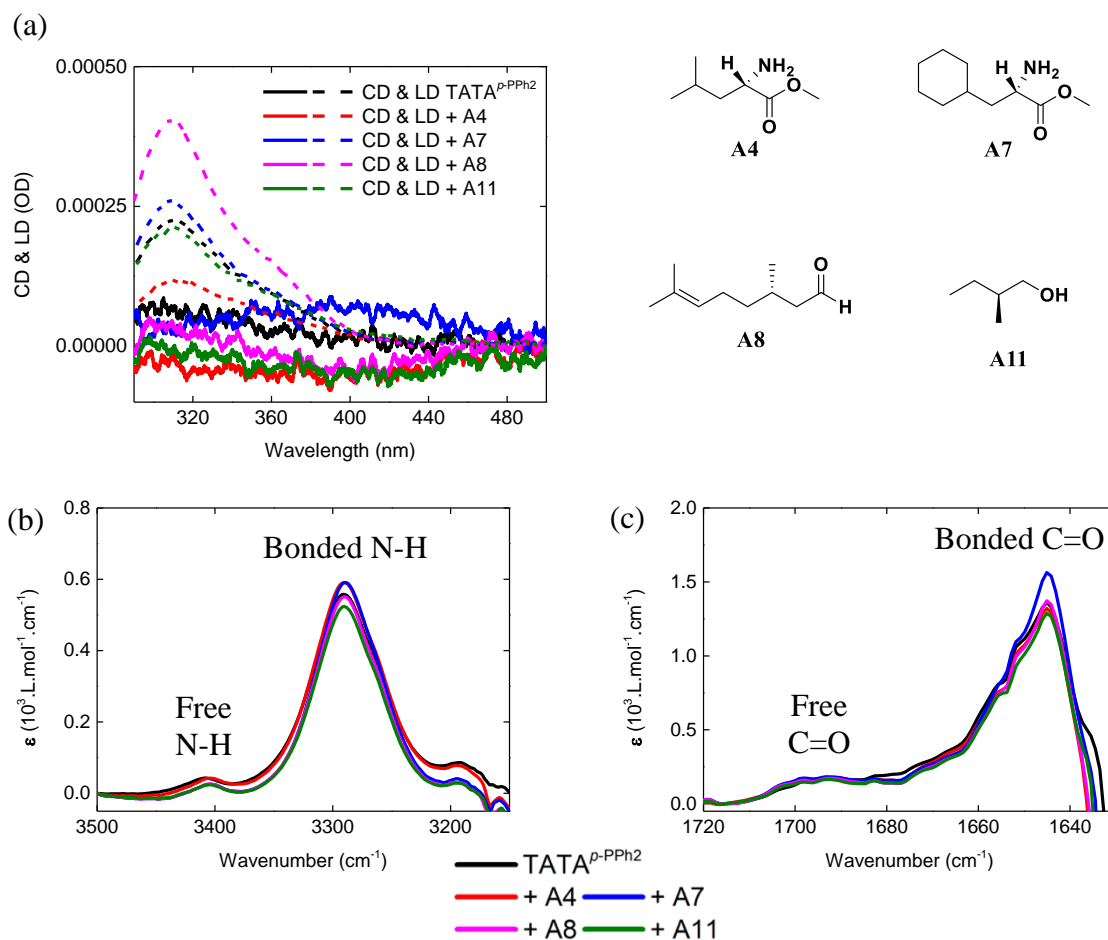 (a)
0.00050
0.00025
0.00000
CD & LD (OD)
CD & LD TATA^p-PPh2
CD & LD + A4
CD & LD + A7
CD & LD + A8
CD & LD + A11
320 360 400 440 480
Wavelength (nm)
H NH2
O
O
A4
H NH2
O
O
A7
O
H
A8
OH
A11
(b)
0.8
0.6
0.4
0.2
0.0
ε (10³.L.mol⁻¹.cm⁻¹)
Bonded N-H
Free
N-H
3500 3400 3300 3200
Wavenumber (cm⁻¹)
(c)
2.0
1.5
1.0
0.5
0.0
ε (10³.L.mol⁻¹.cm⁻¹)
Bonded C=O
Free
C=O
1720 1700 1680 1660 1640
Wavenumber (cm⁻¹)
TATA^p-PPh2
+ A4 + A7
+ A8 + A11